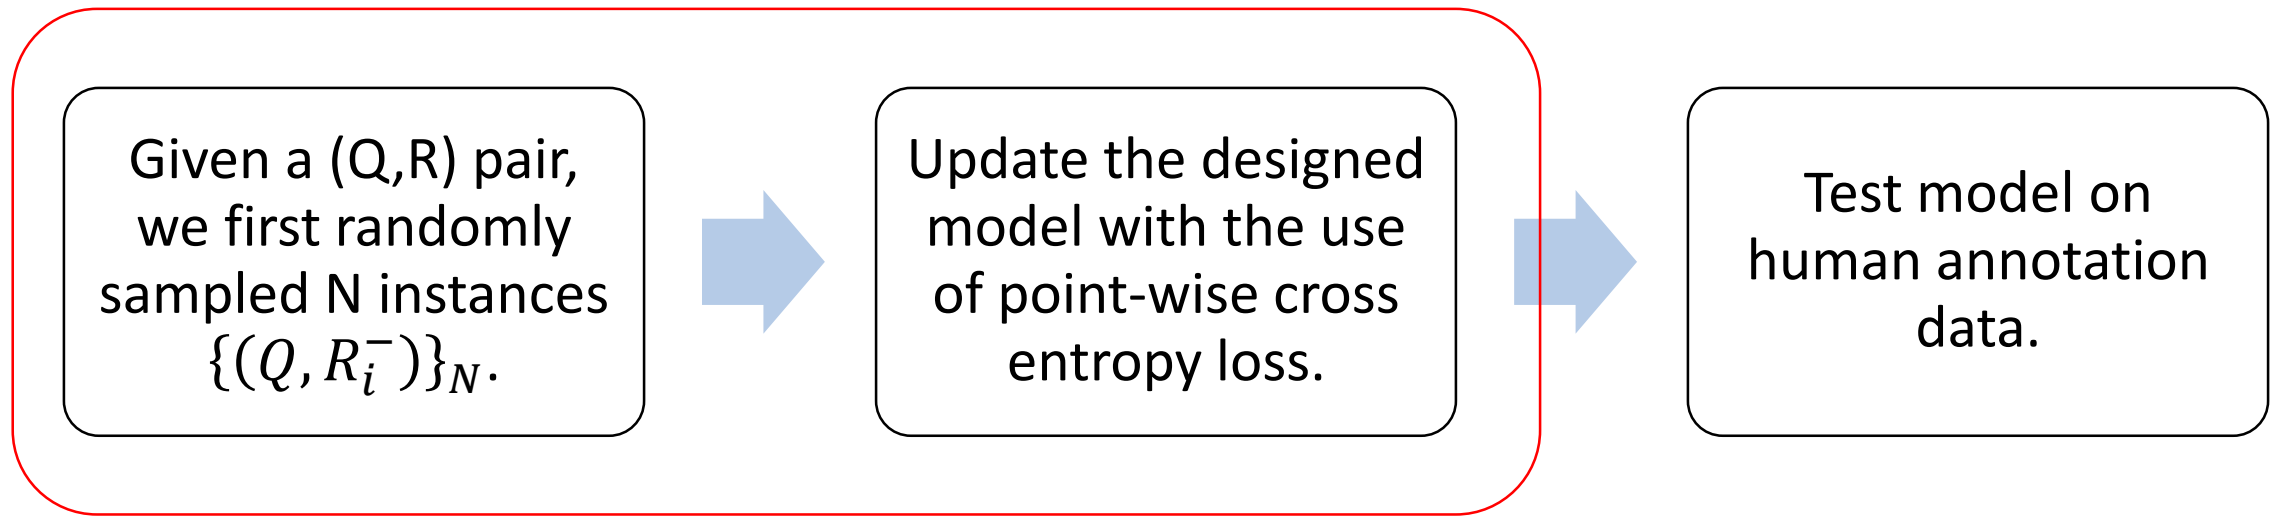 Given a (Q,R) pair,
we first randomly
sampled N instances
{(Q, R_i^-)}_N.
Update the designed
model with the use
of point-wise cross
entropy loss.
Test model on
human annotation
data.